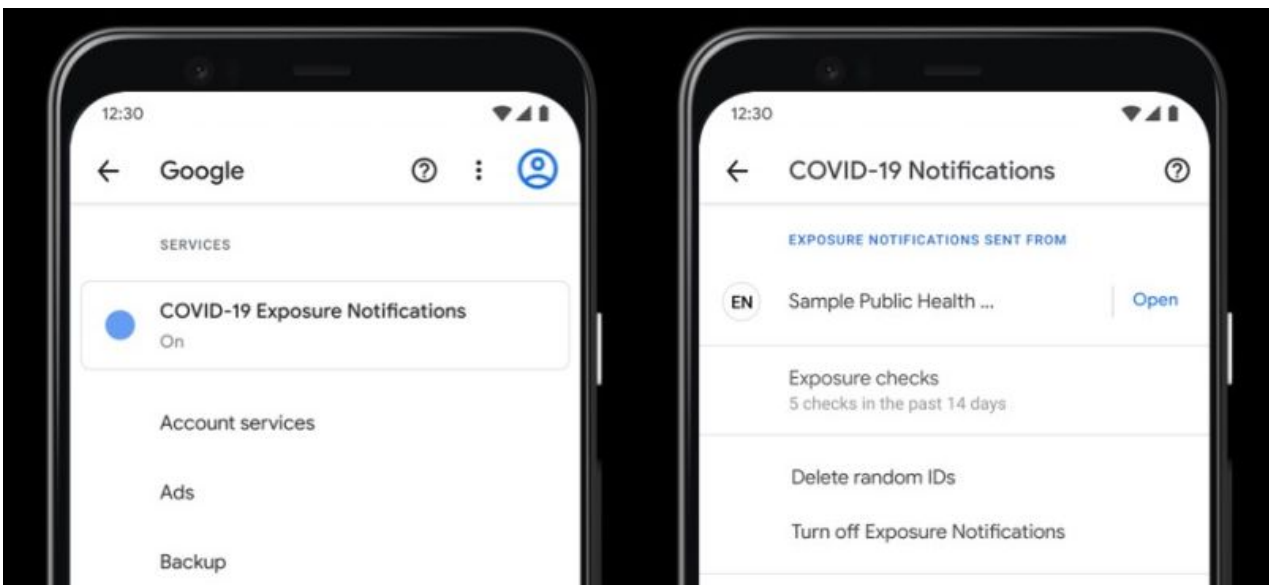 12:30
Google
SERVICES
COVID-19 Exposure Notifications
On
Account services
Ads
Backup
12:30
COVID-19 Notifications
EXPOSURE NOTIFICATIONS SENT FROM
EN Sample Public Health ... Open
Exposure checks
5 checks in the past 14 days
Delete random IDs
Turn off Exposure Notifications